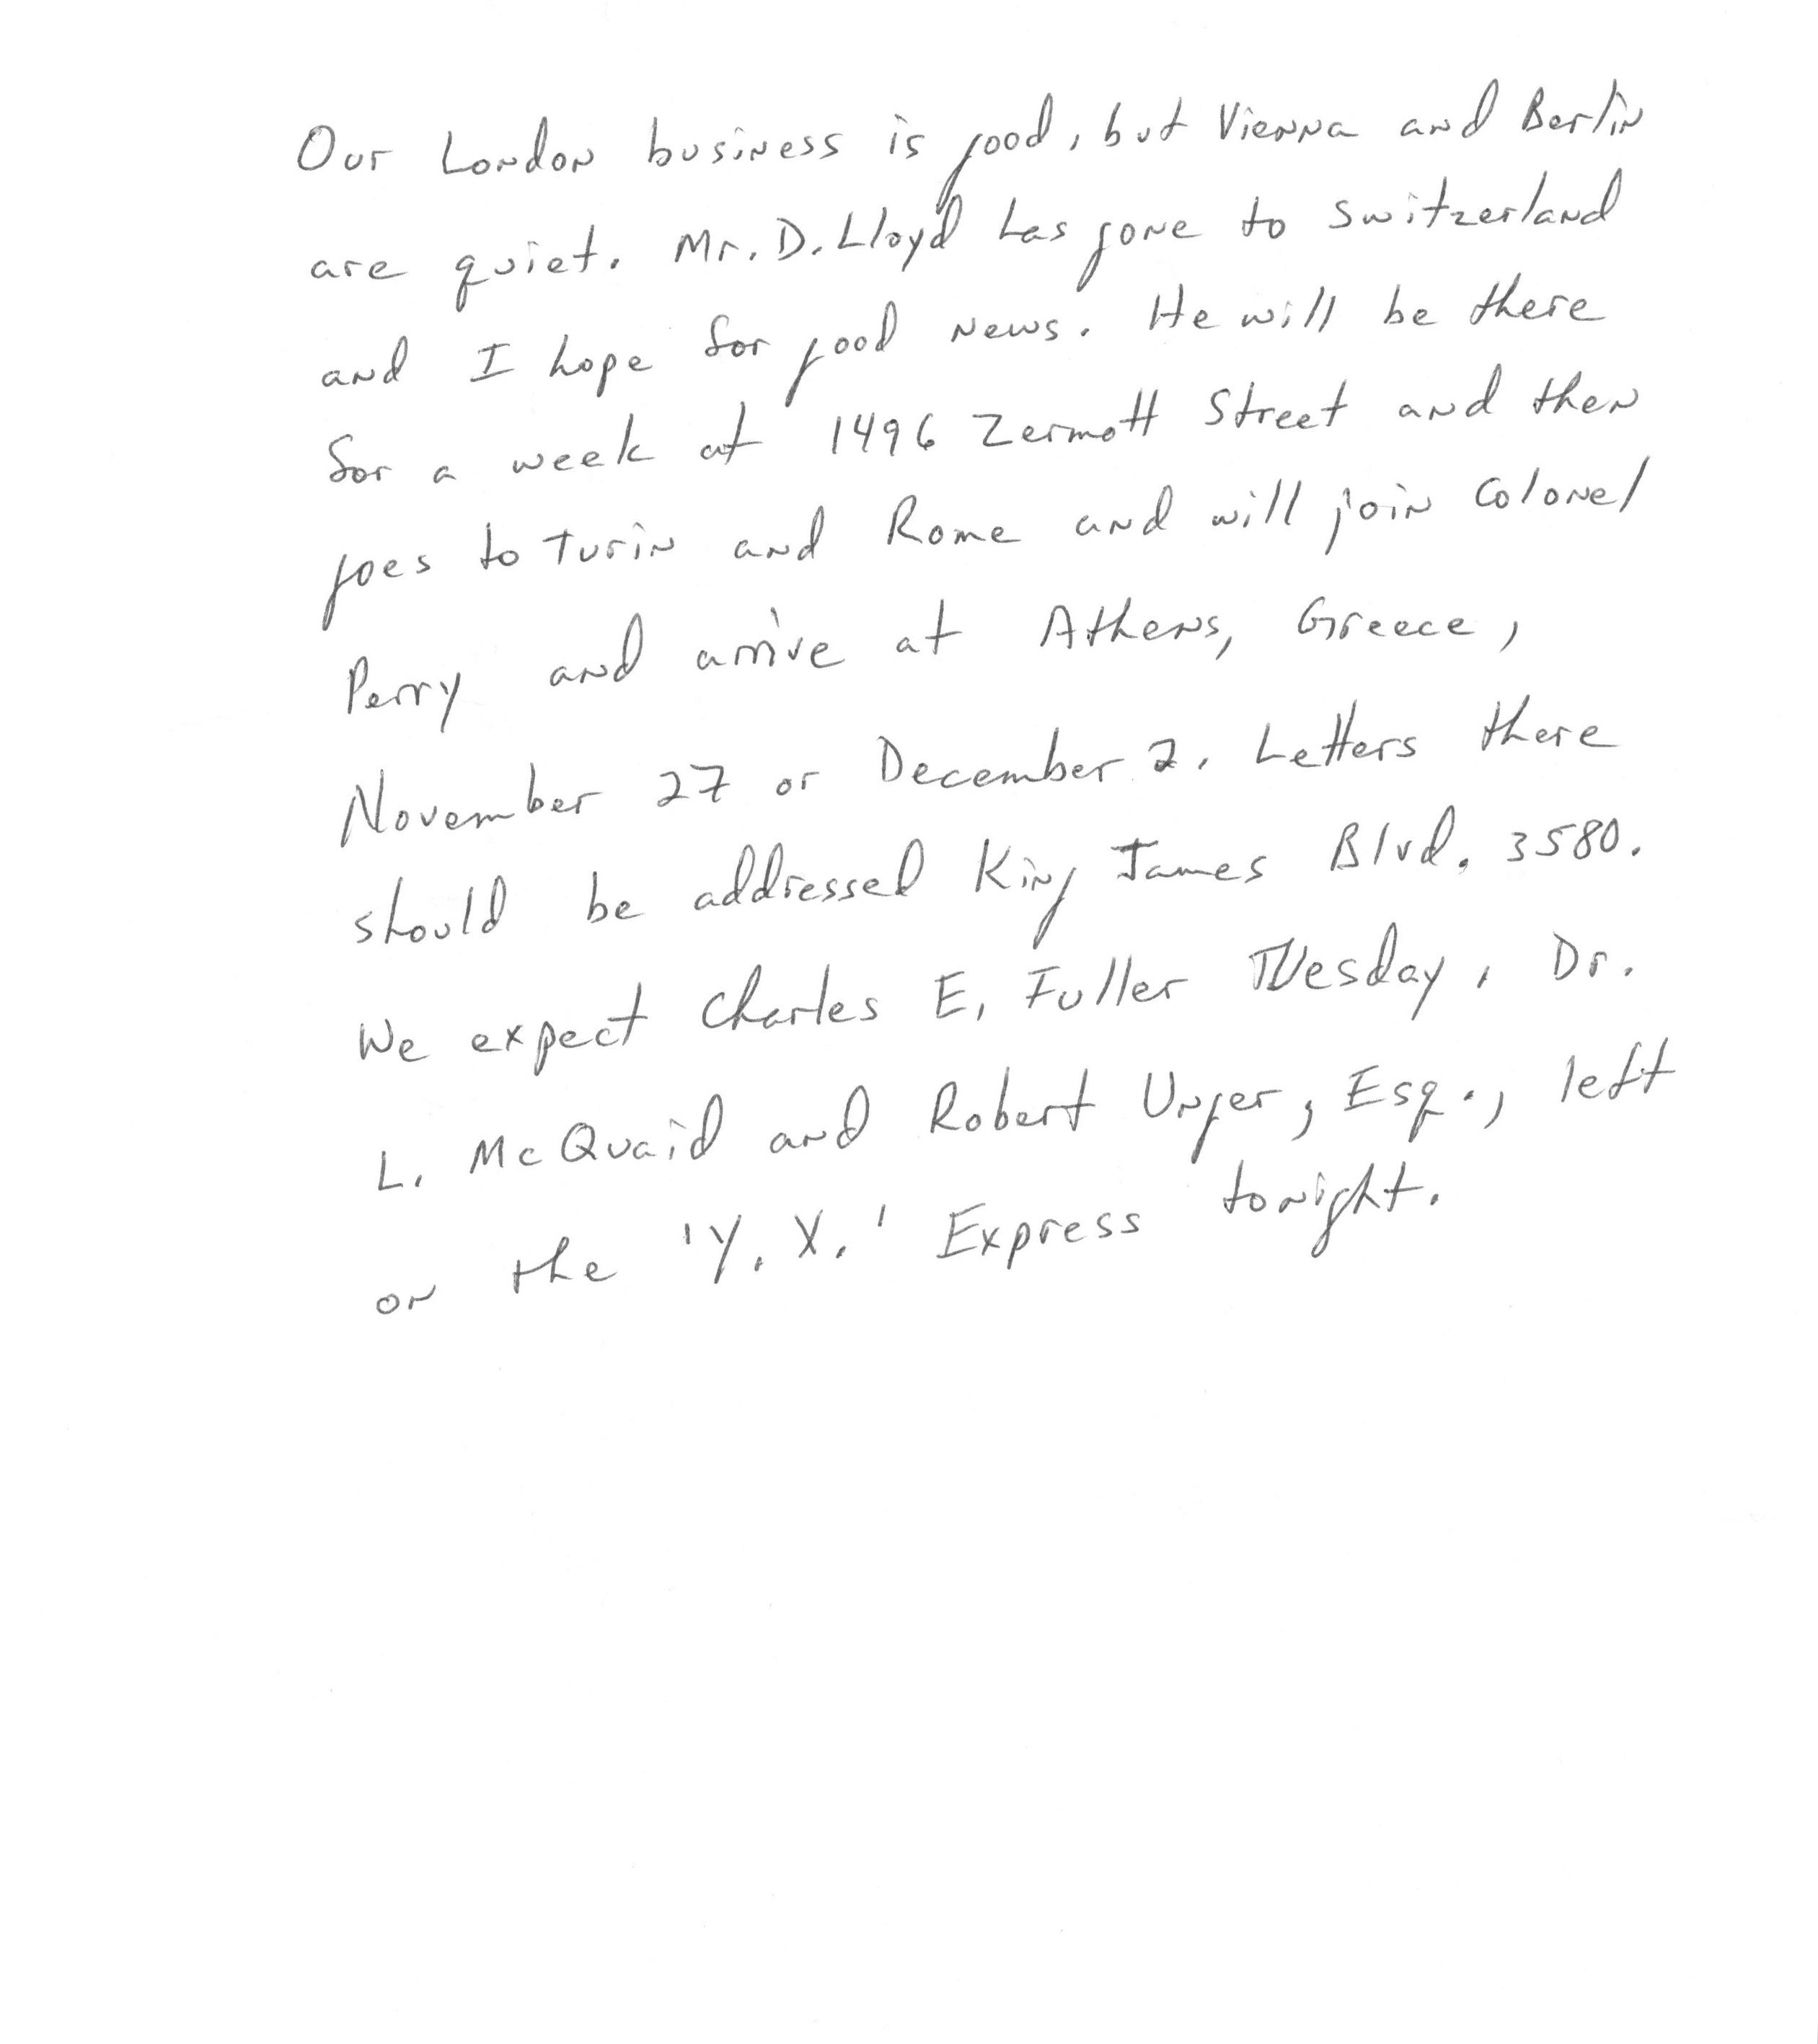 Our London business is good, but Vienna and Berlin
are quiet. Mr. D. Lloyd has gone to Switzerland
and I hope for good news. He will be there
for a week at 1496 Zermott Street and then
goes to Turin and Rome and will join Colonel
Perry and arrive at Athens, Greece,
November 27 or December 2. Letters there
should be addressed King James Blvd. 3580.
We expect Charles E. Fuller Tuesday, Dr.
L. McQuaid and Robert Unger, Esq., left
on the 'Y. X.' Express tonight.